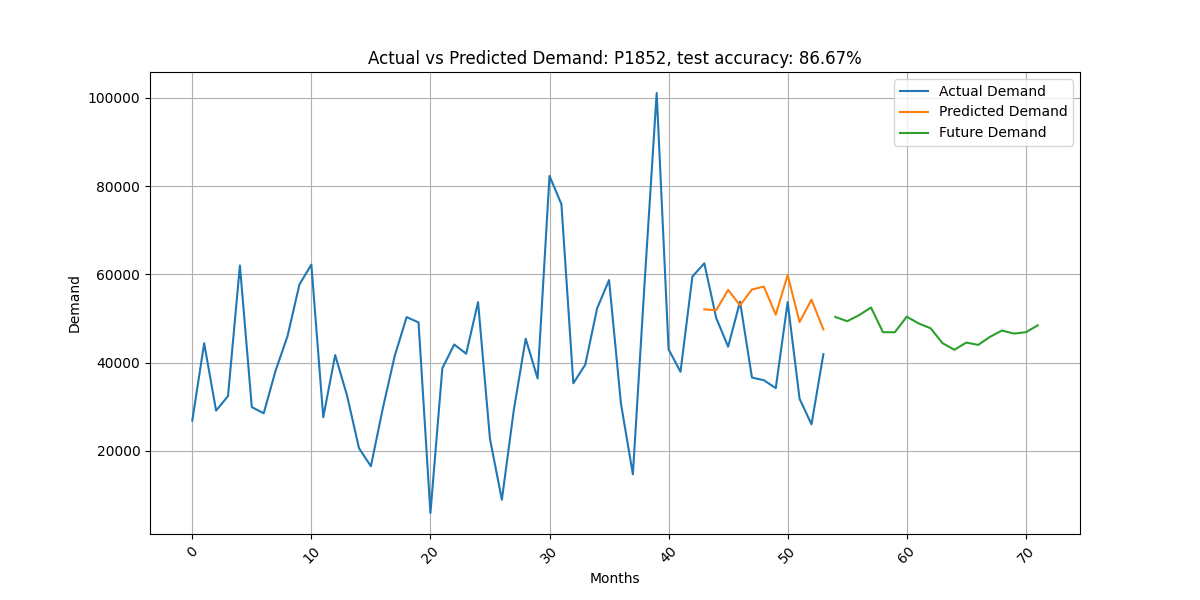 Actual vs Predicted Demand: P1852, test accuracy: 86.67%
Actual Demand
Predicted Demand
Future Demand
100000
80000
60000
40000
20000
Demand
0
10
20
30
40
50
60
70
Months